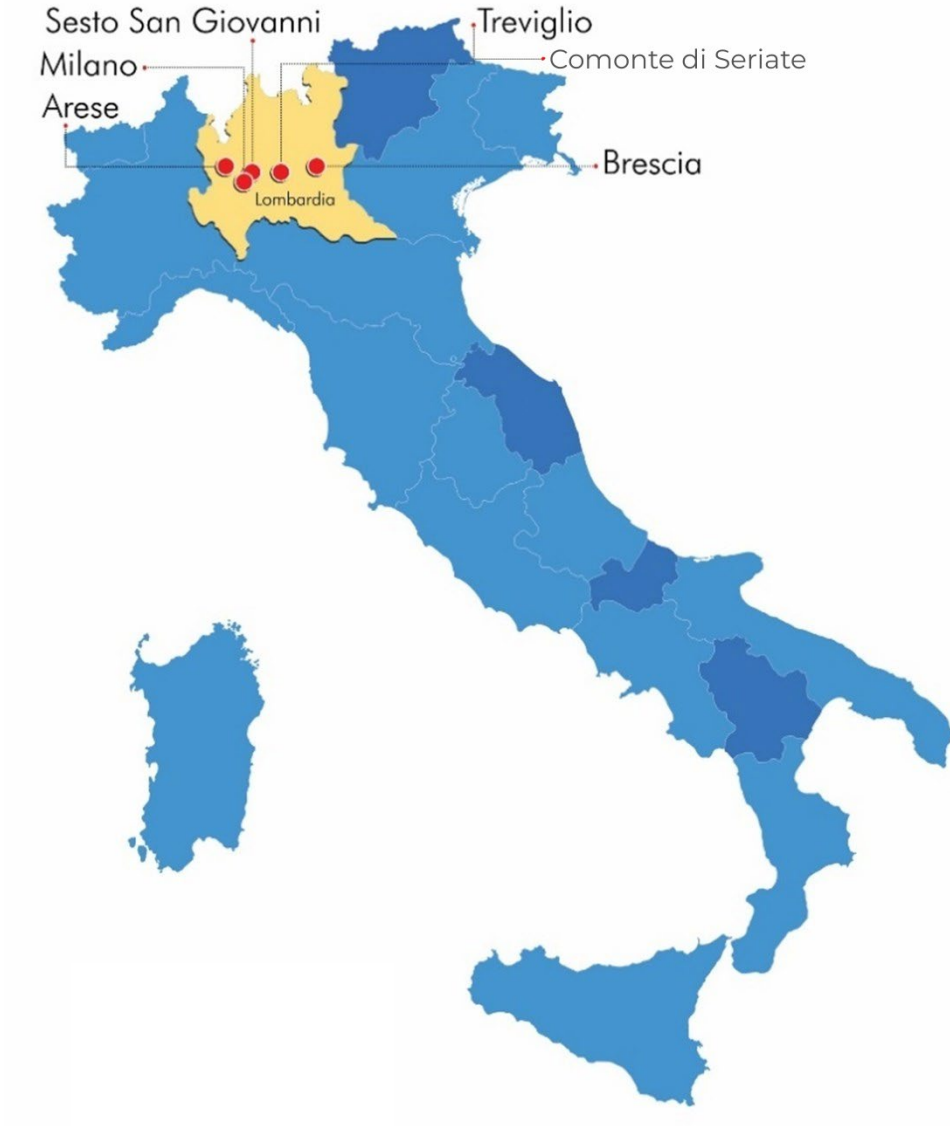 Sesto San Giovanni
Treviglio
Milano
Comonte di Seriate
Arese
Brescia
Lombardia